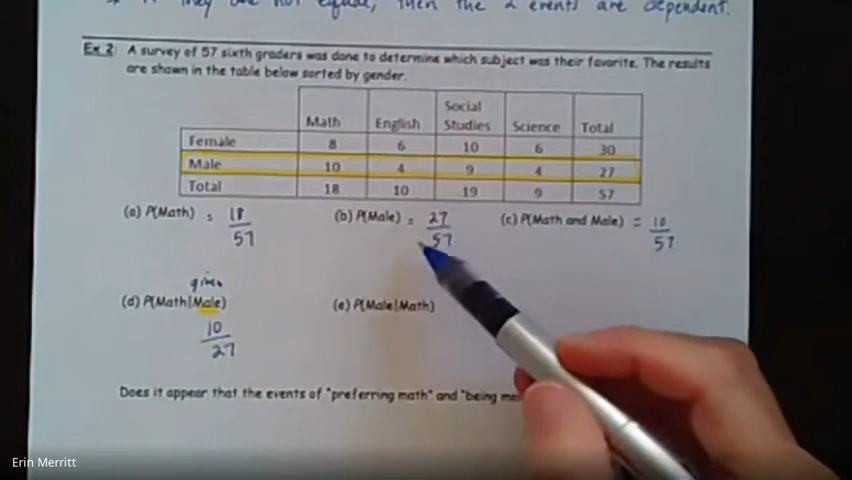 * If they are not equal, then the 2 events are dependent.
Ex 2: A survey of 57 sixth graders was done to determine which subject was their favorite. The results
are shown in the table below sorted by gender.
Math English Social Studies Science Total
Female 8 6 10 6 30
Male 10 4 9 4 27
Total 18 10 19 9 57
(a) P(Math) = 18/57 (b) P(Male) = 27/57 (c) P(Math and Male) = 10/57
given
(d) P(Math|Male) (e) P(Male|Math)
10/27
Does it appear that the events of "preferring math" and "being
Erin Merritt